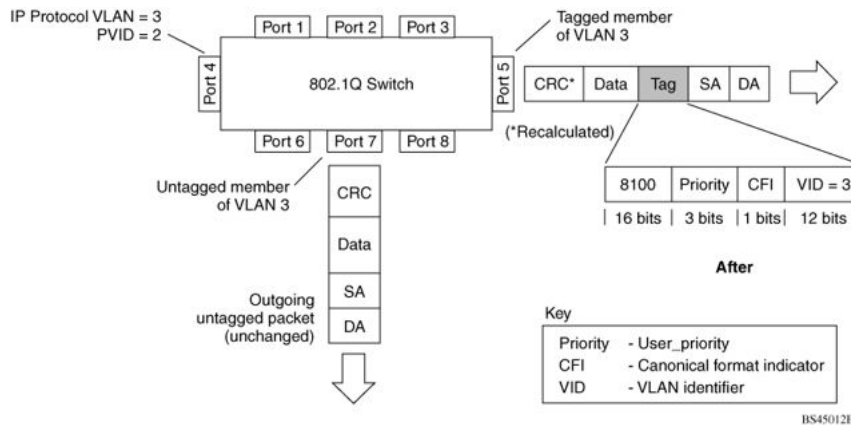 IP Protocol VLAN = 3
PVID = 2
Port 1
Port 2
Port 3
Tagged member
of VLAN 3
Port 4
802.1Q Switch
Port 5
CRC*
Data
Tag
SA
DA
(*Recalculated)
Port 6
Port 7
Port 8
Untagged member
of VLAN 3
CRC
Data
SA
DA
8100
Priority
CFI
VID = 3
16 bits
3 bits
1 bits
12 bits
After
Outgoing
untagged packet
(unchanged)
Key
Priority - User_priority
CFI - Canonical format indicator
VID - VLAN identifier